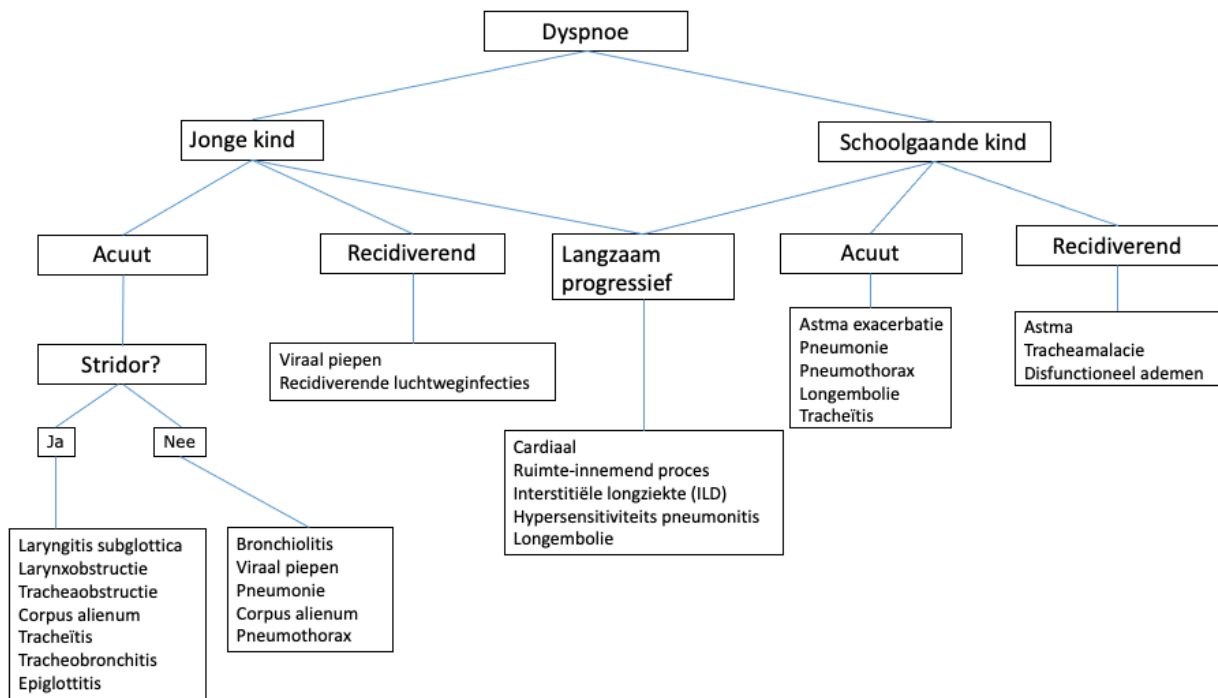 Dyspnoe
Jonge kind
Schoolgaande kind
Acuut
Recidiverend
Langzaam
progressief
Acuut
Recidiverend
Stridor?
Viraal piepen
Recidiverende luchtweginfecties
Astma exacerbatie
Pneumonie
Pneumothorax
Longembolie
Tracheïtis
Astma
Tracheamalacie
Disfunctioneel ademen
Ja
Nee
Cardiaal
Ruimte-innemend proces
Interstitiële longziekte (ILD)
Hypersensitiviteits pneumonitis
Longembolie
Laryngitis subglottica
Larynxobstructie
Tracheaobstructie
Corpus alienum
Tracheïtis
Tracheobronchitis
Epiglottitis
Bronchiolitis
Viraal piepen
Pneumonie
Corpus alienum
Pneumothorax